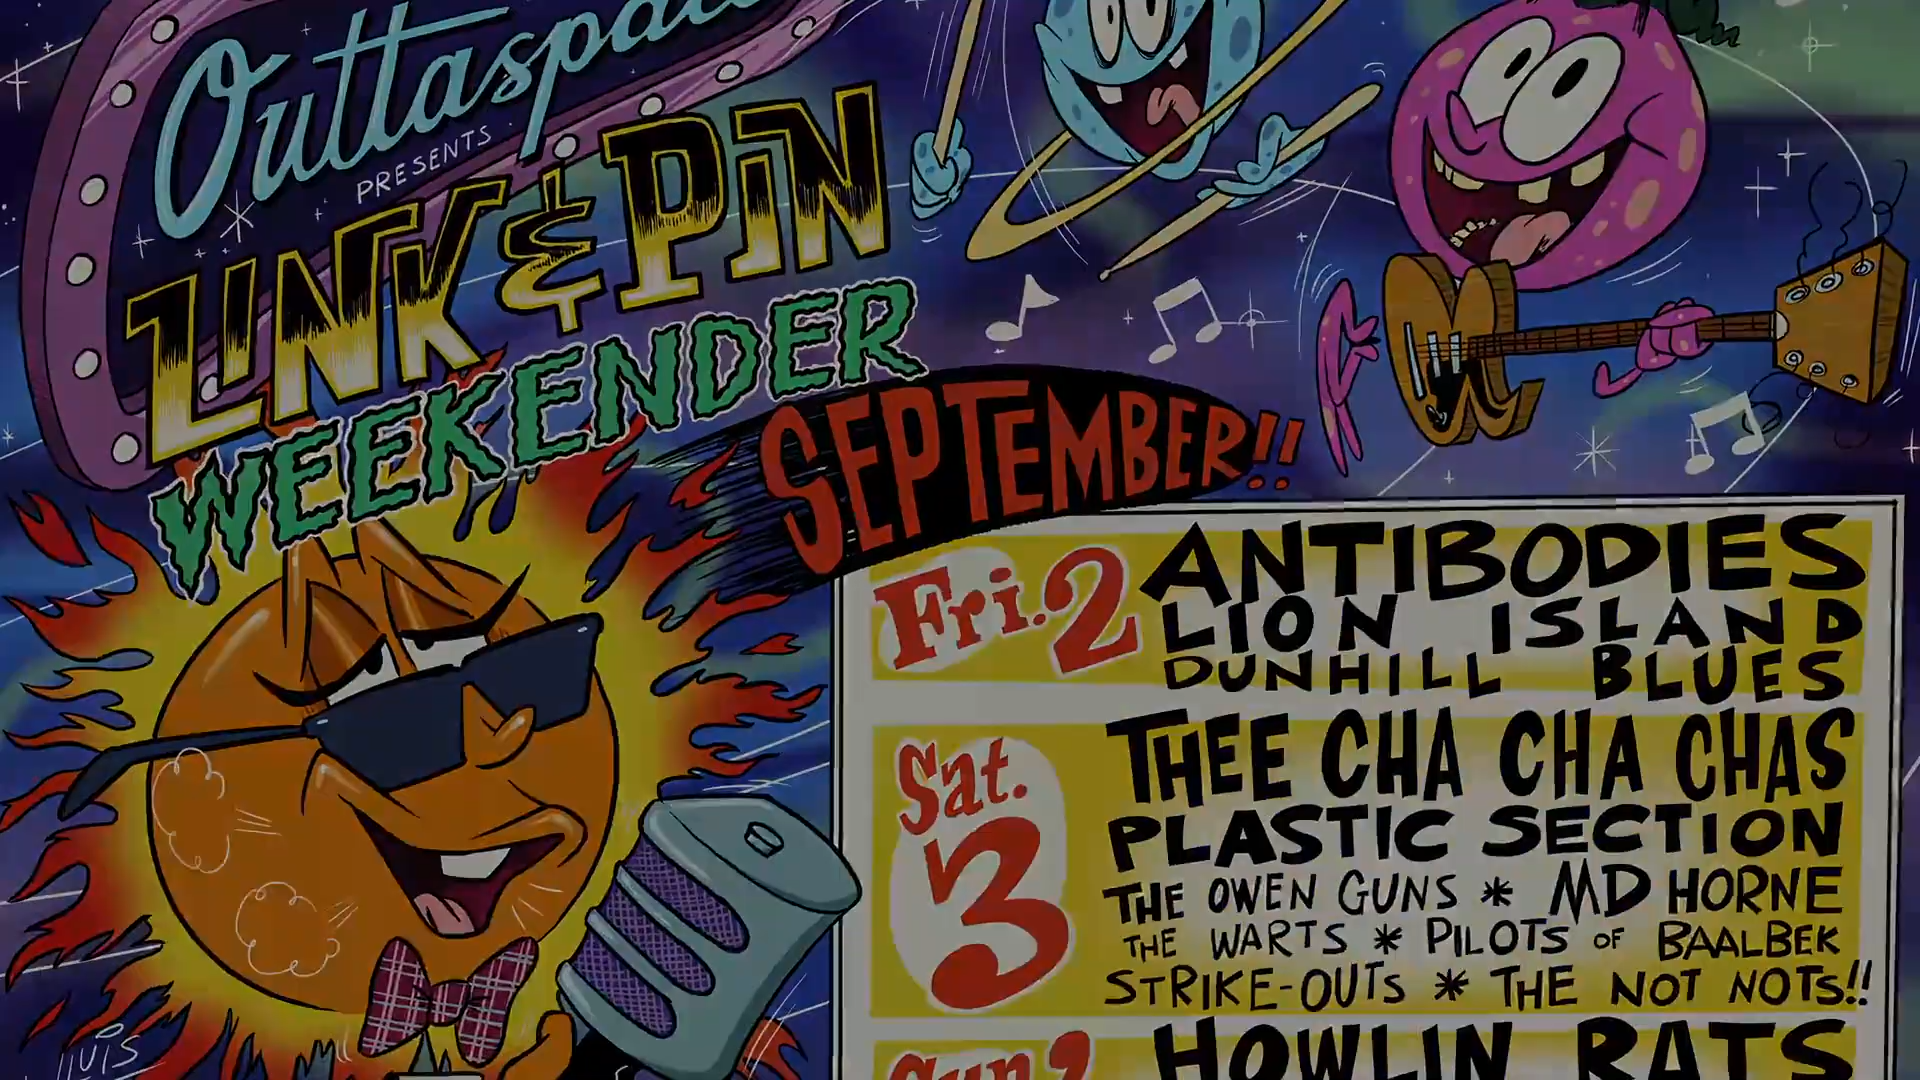 Outtaspace
PRESENTS
LINK & PIN
WEEKENDER
SEPTEMBER!!
Fri. 2
ANTIBODIES
LION ISLAND
DUNHILL BLUES
Sat. 3
THEE CHA CHA CHAS
PLASTIC SECTION
THE OWEN GUNS * MD HORNE
THE WARTS * PILOTS OF BAALBEK
STRIKE-OUTS * THE NOT NOTS!!
Sun.
HOWLIN RATS